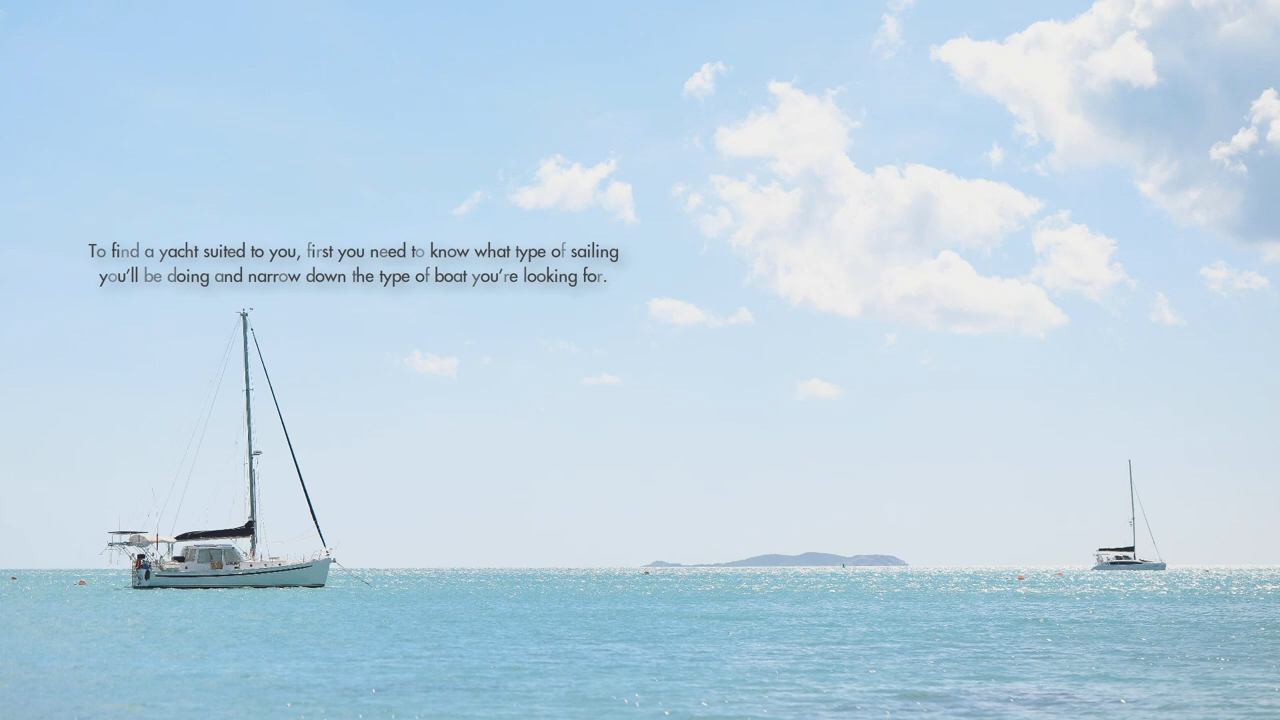 To find a yacht suited to you, first you need to know what type of sailing
you'll be doing and narrow down the type of boat you're looking for.